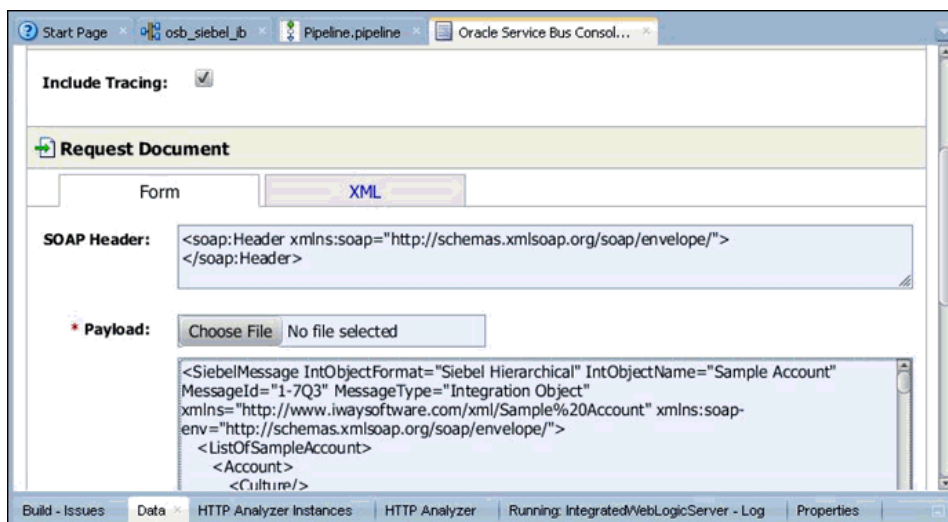 Start Page osb_siebel_ib Pipeline.pipeline Oracle Service Bus Consol...
Include Tracing:
Request Document
Form XML
SOAP Header: <soap:Header xmlns:soap="http://schemas.xmlsoap.org/soap/envelope/">
</soap:Header>
* Payload: Choose File No file selected
<SiebelMessage IntObjectFormat="Siebel Hierarchical" IntObjectName="Sample Account"
MessageId="1-7Q3" MessageType="Integration Object"
xmlns="http://www.iwaysoftware.com/xml/Sample%20Account" xmlns:soap-
env="http://schemas.xmlsoap.org/soap/envelope/">
<ListOfSampleAccount>
<Account>
<Culture/>
Build - Issues Data HTTP Analyzer Instances HTTP Analyzer Running: IntegratedWebLogicServer - Log Properties